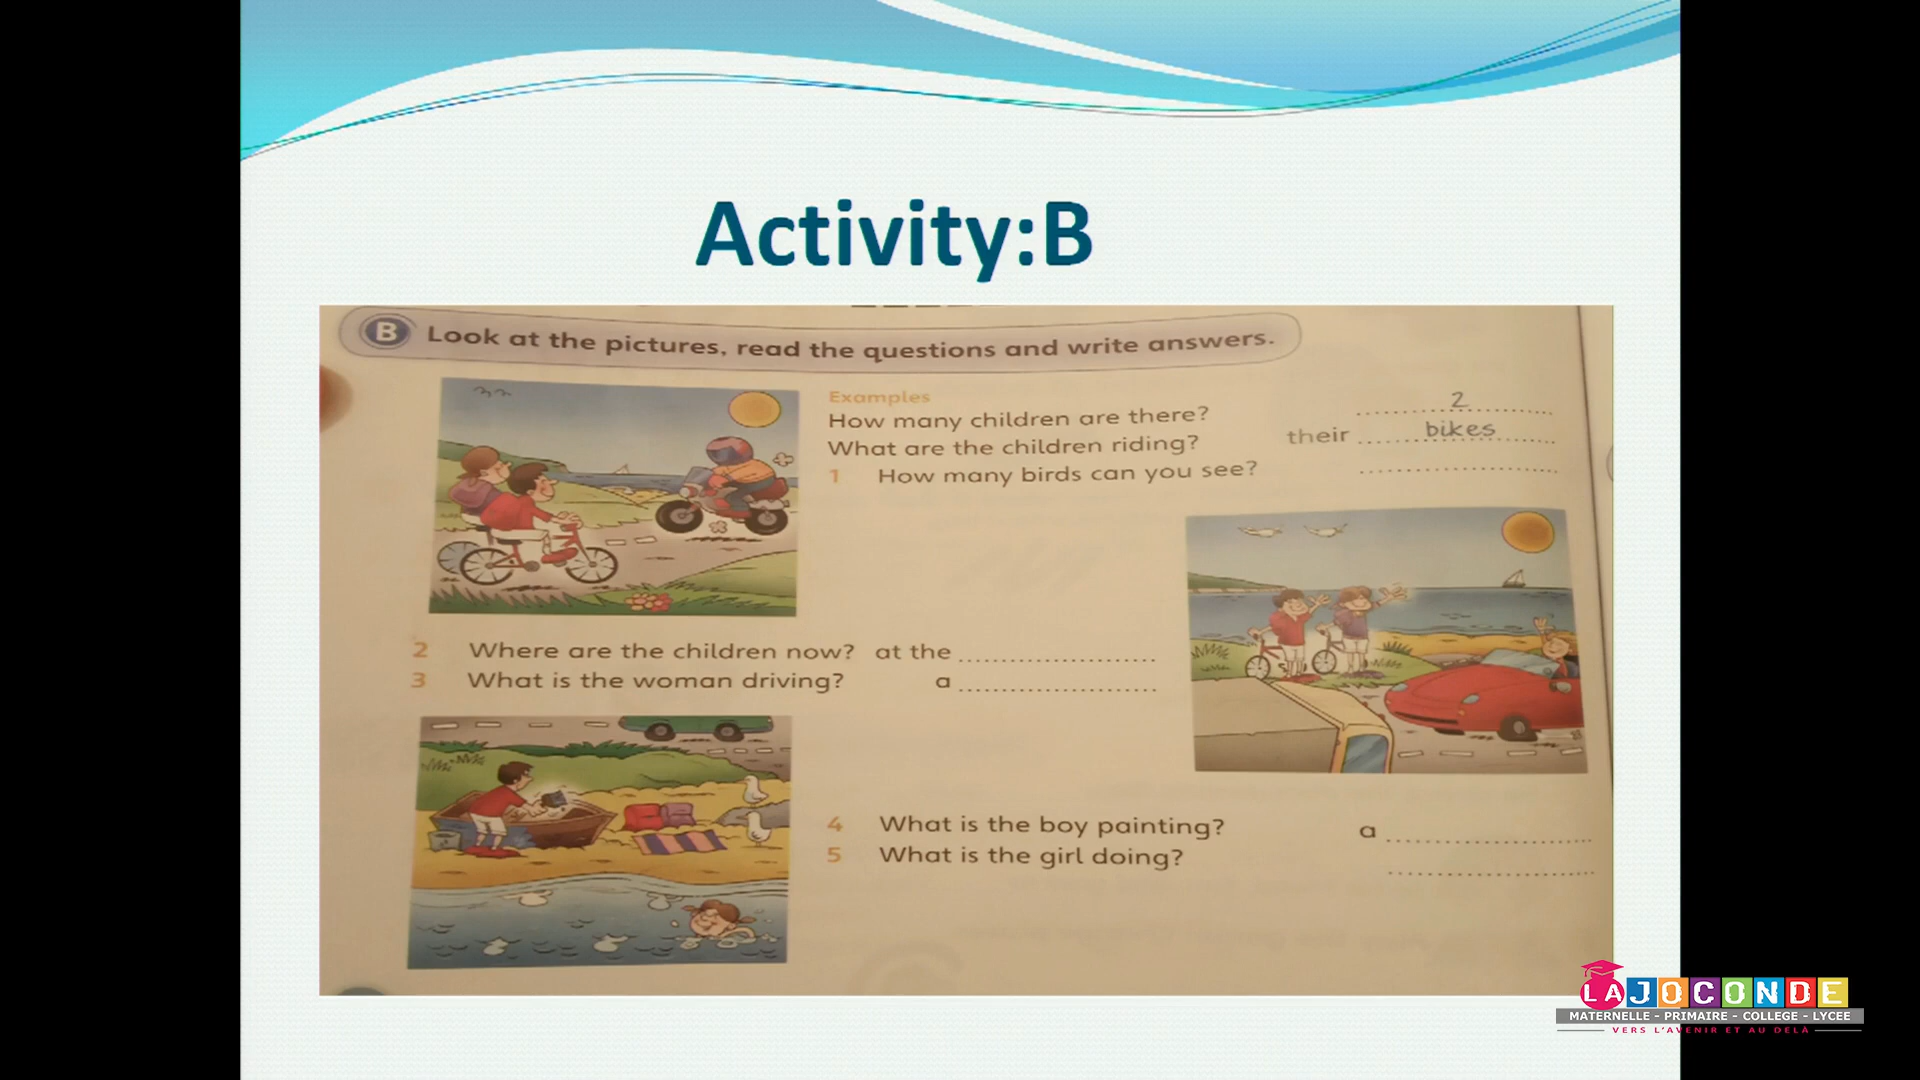 Activity:B
B Look at the pictures, read the questions and write answers.
Examples
How many children are there? 2
What are the children riding? their bikes
1 How many birds can you see?
2 Where are the children now? at the
3 What is the woman driving? a
4 What is the boy painting? a
5 What is the girl doing?
LAJOCONDE
MATERNELLE - PRIMAIRE - COLLEGE - LYCEE
VERS L'AVENIR ET AU DELÀ